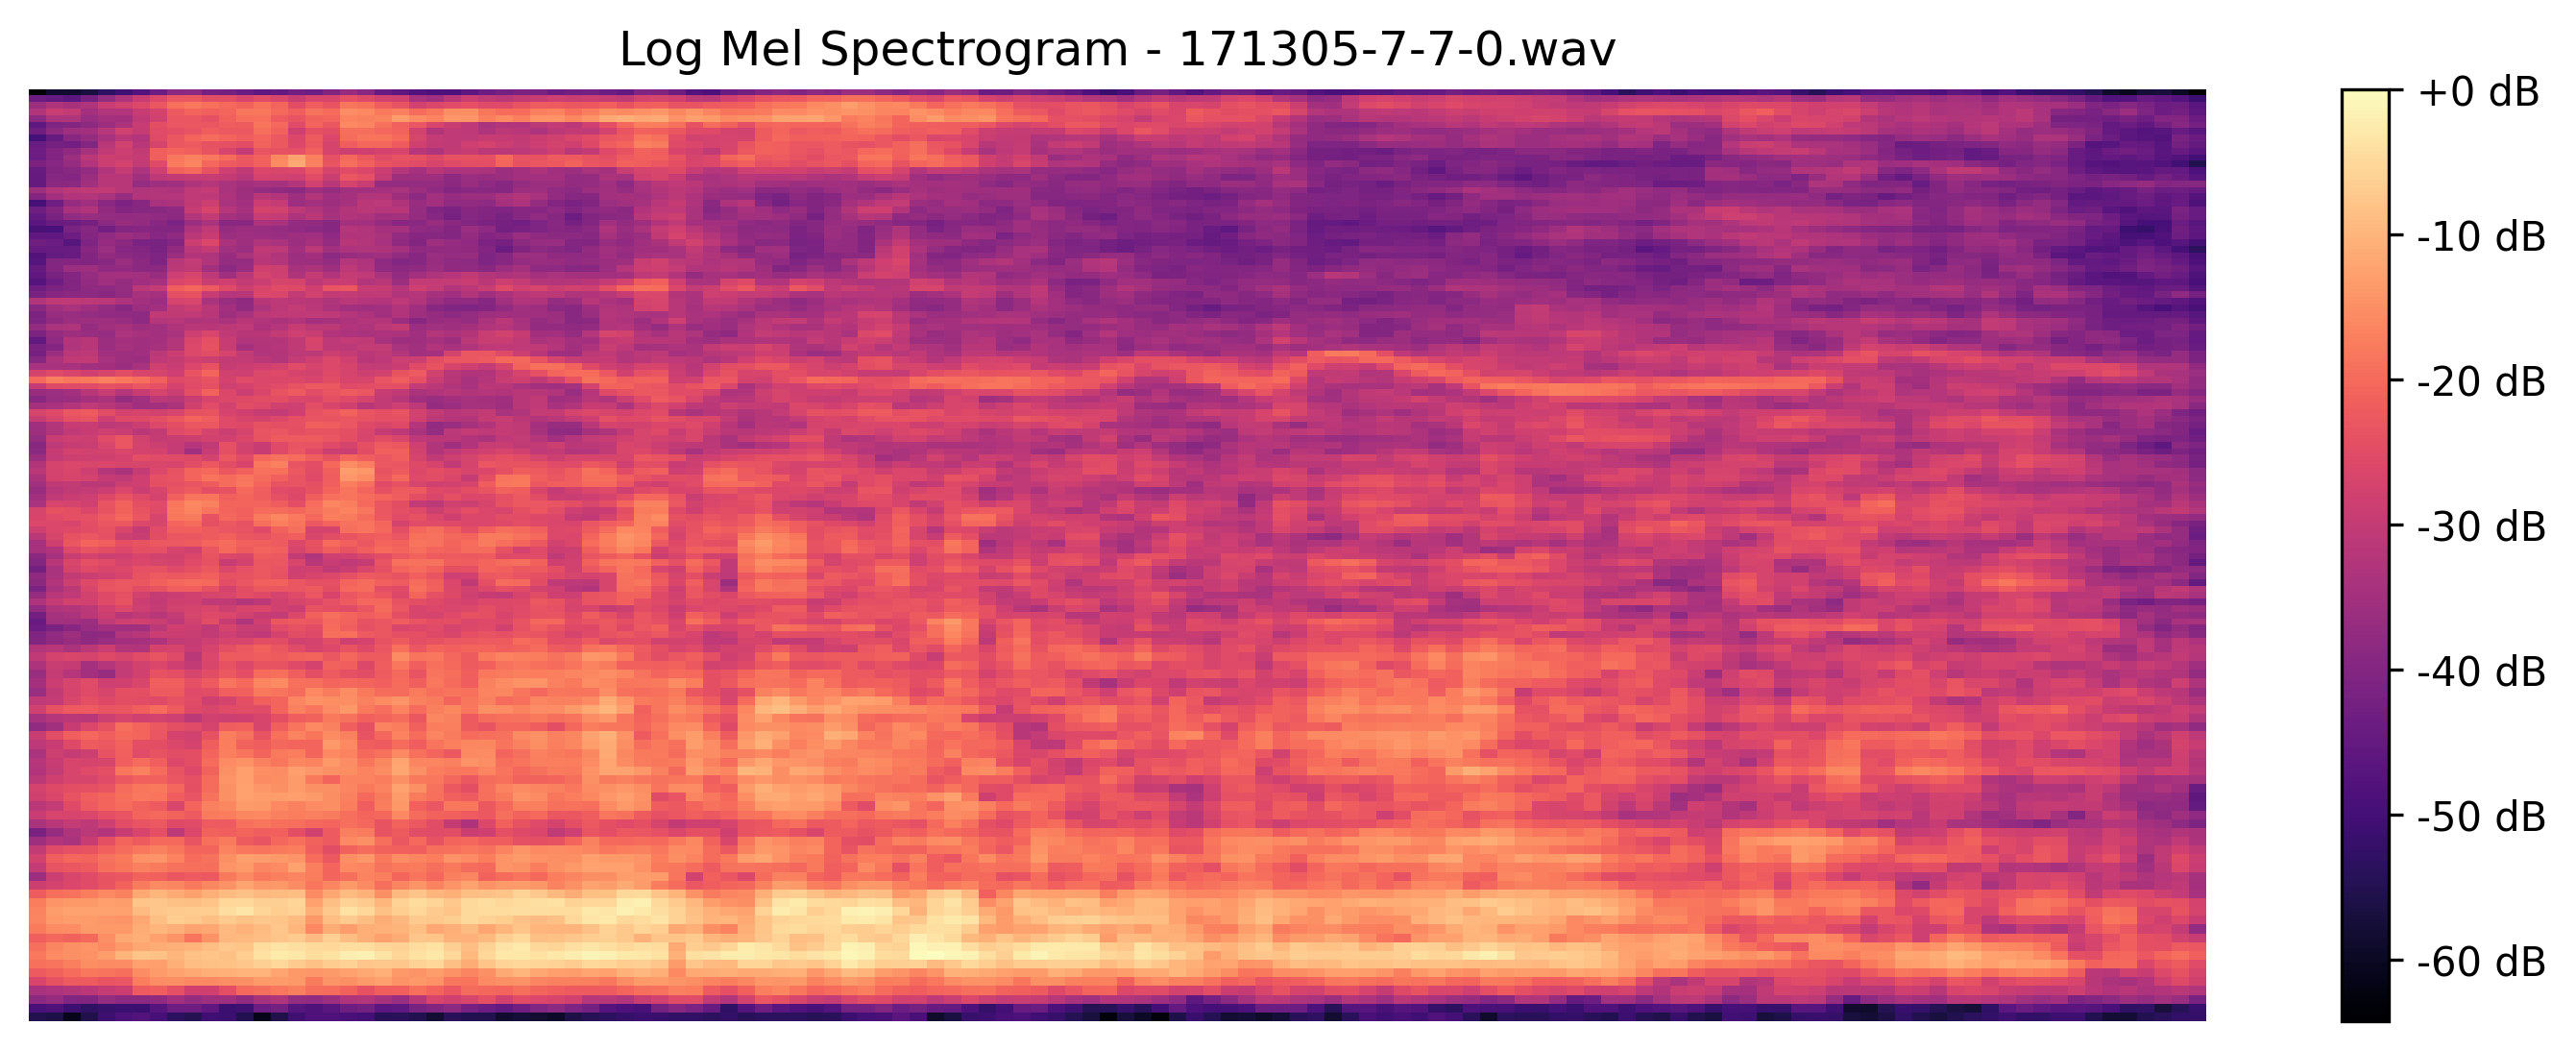 Log Mel Spectrogram - 171305-7-7-0.wav
+0 dB
-10 dB
-20 dB
-30 dB
-40 dB
-50 dB
-60 dB